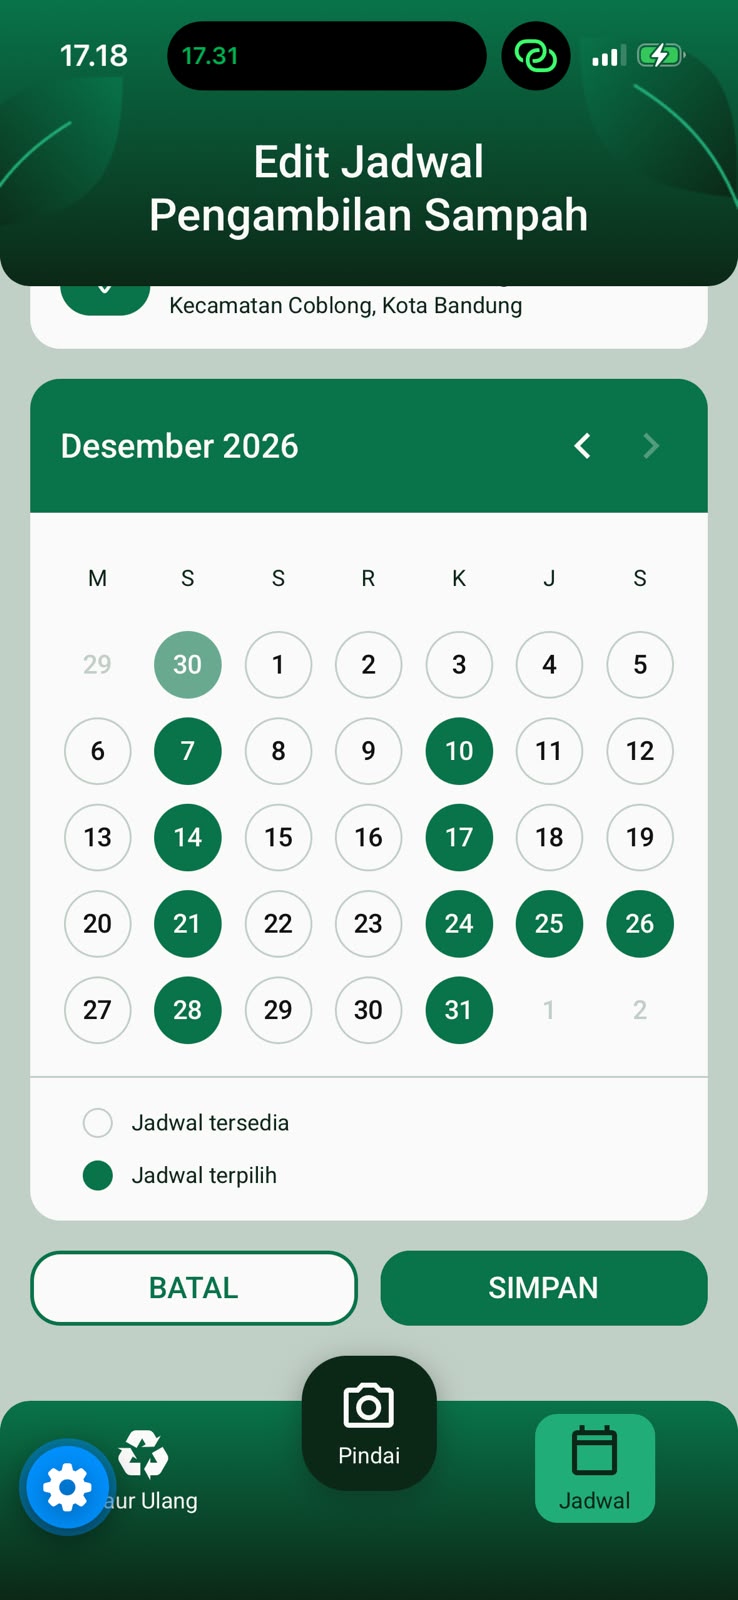 17.18
17.31
Edit Jadwal
Pengambilan Sampah
Kecamatan Coblong, Kota Bandung
Desember 2026
M S S R K J S
29 30 1 2 3 4 5
6 7 8 9 10 11 12
13 14 15 16 17 18 19
20 21 22 23 24 25 26
27 28 29 30 31 1 2
Jadwal tersedia
Jadwal terpilih
BATAL SIMPAN
Pindai
aur Ulang
Jadwal